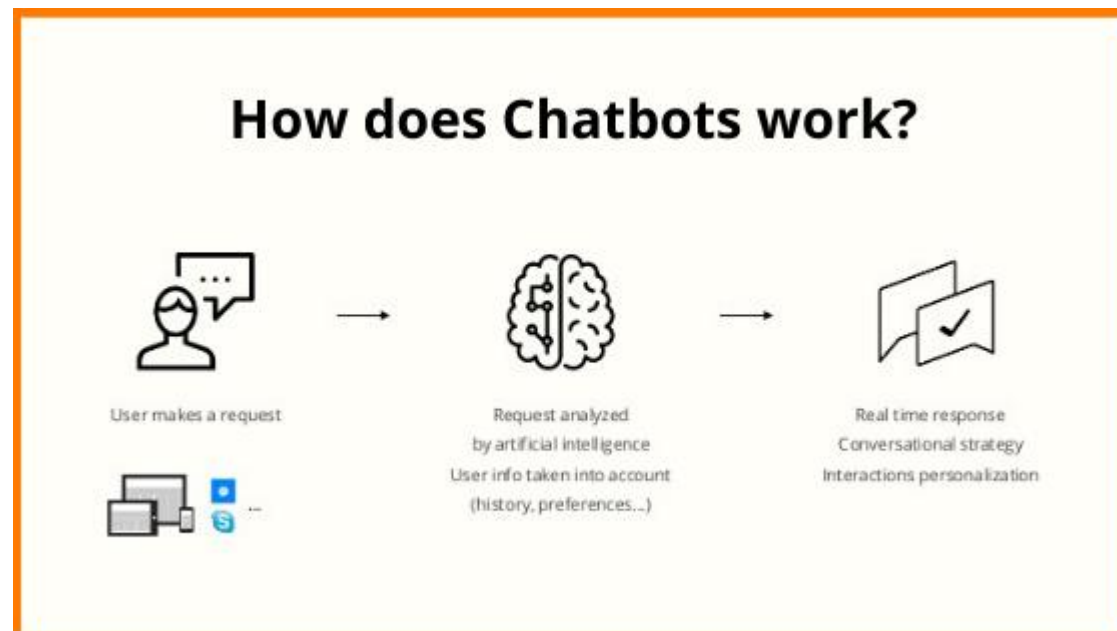 How does Chatbots work?
User makes a request
Request analyzed
by artificial intelligence
User info taken into account
(history, preferences...)
Real time response
Conversational strategy
Interactions personalization
S
...